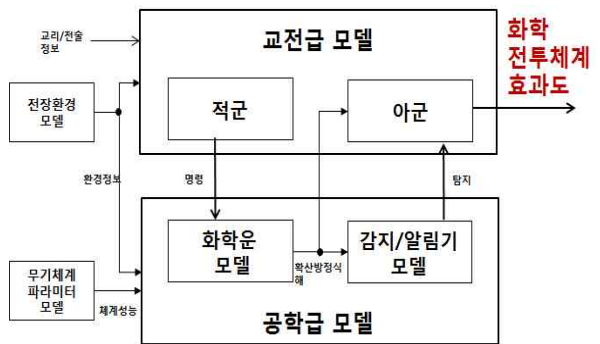 교리/전술
정보
교전급 모델
화학
전투체계
효과도
전장환경
모델
적군
아군
환경정보
명령
탐지
화학운
모델
확산방정식
해
감지/알림기
모델
무기체계
파라미터
모델
체계성능
공학급 모델